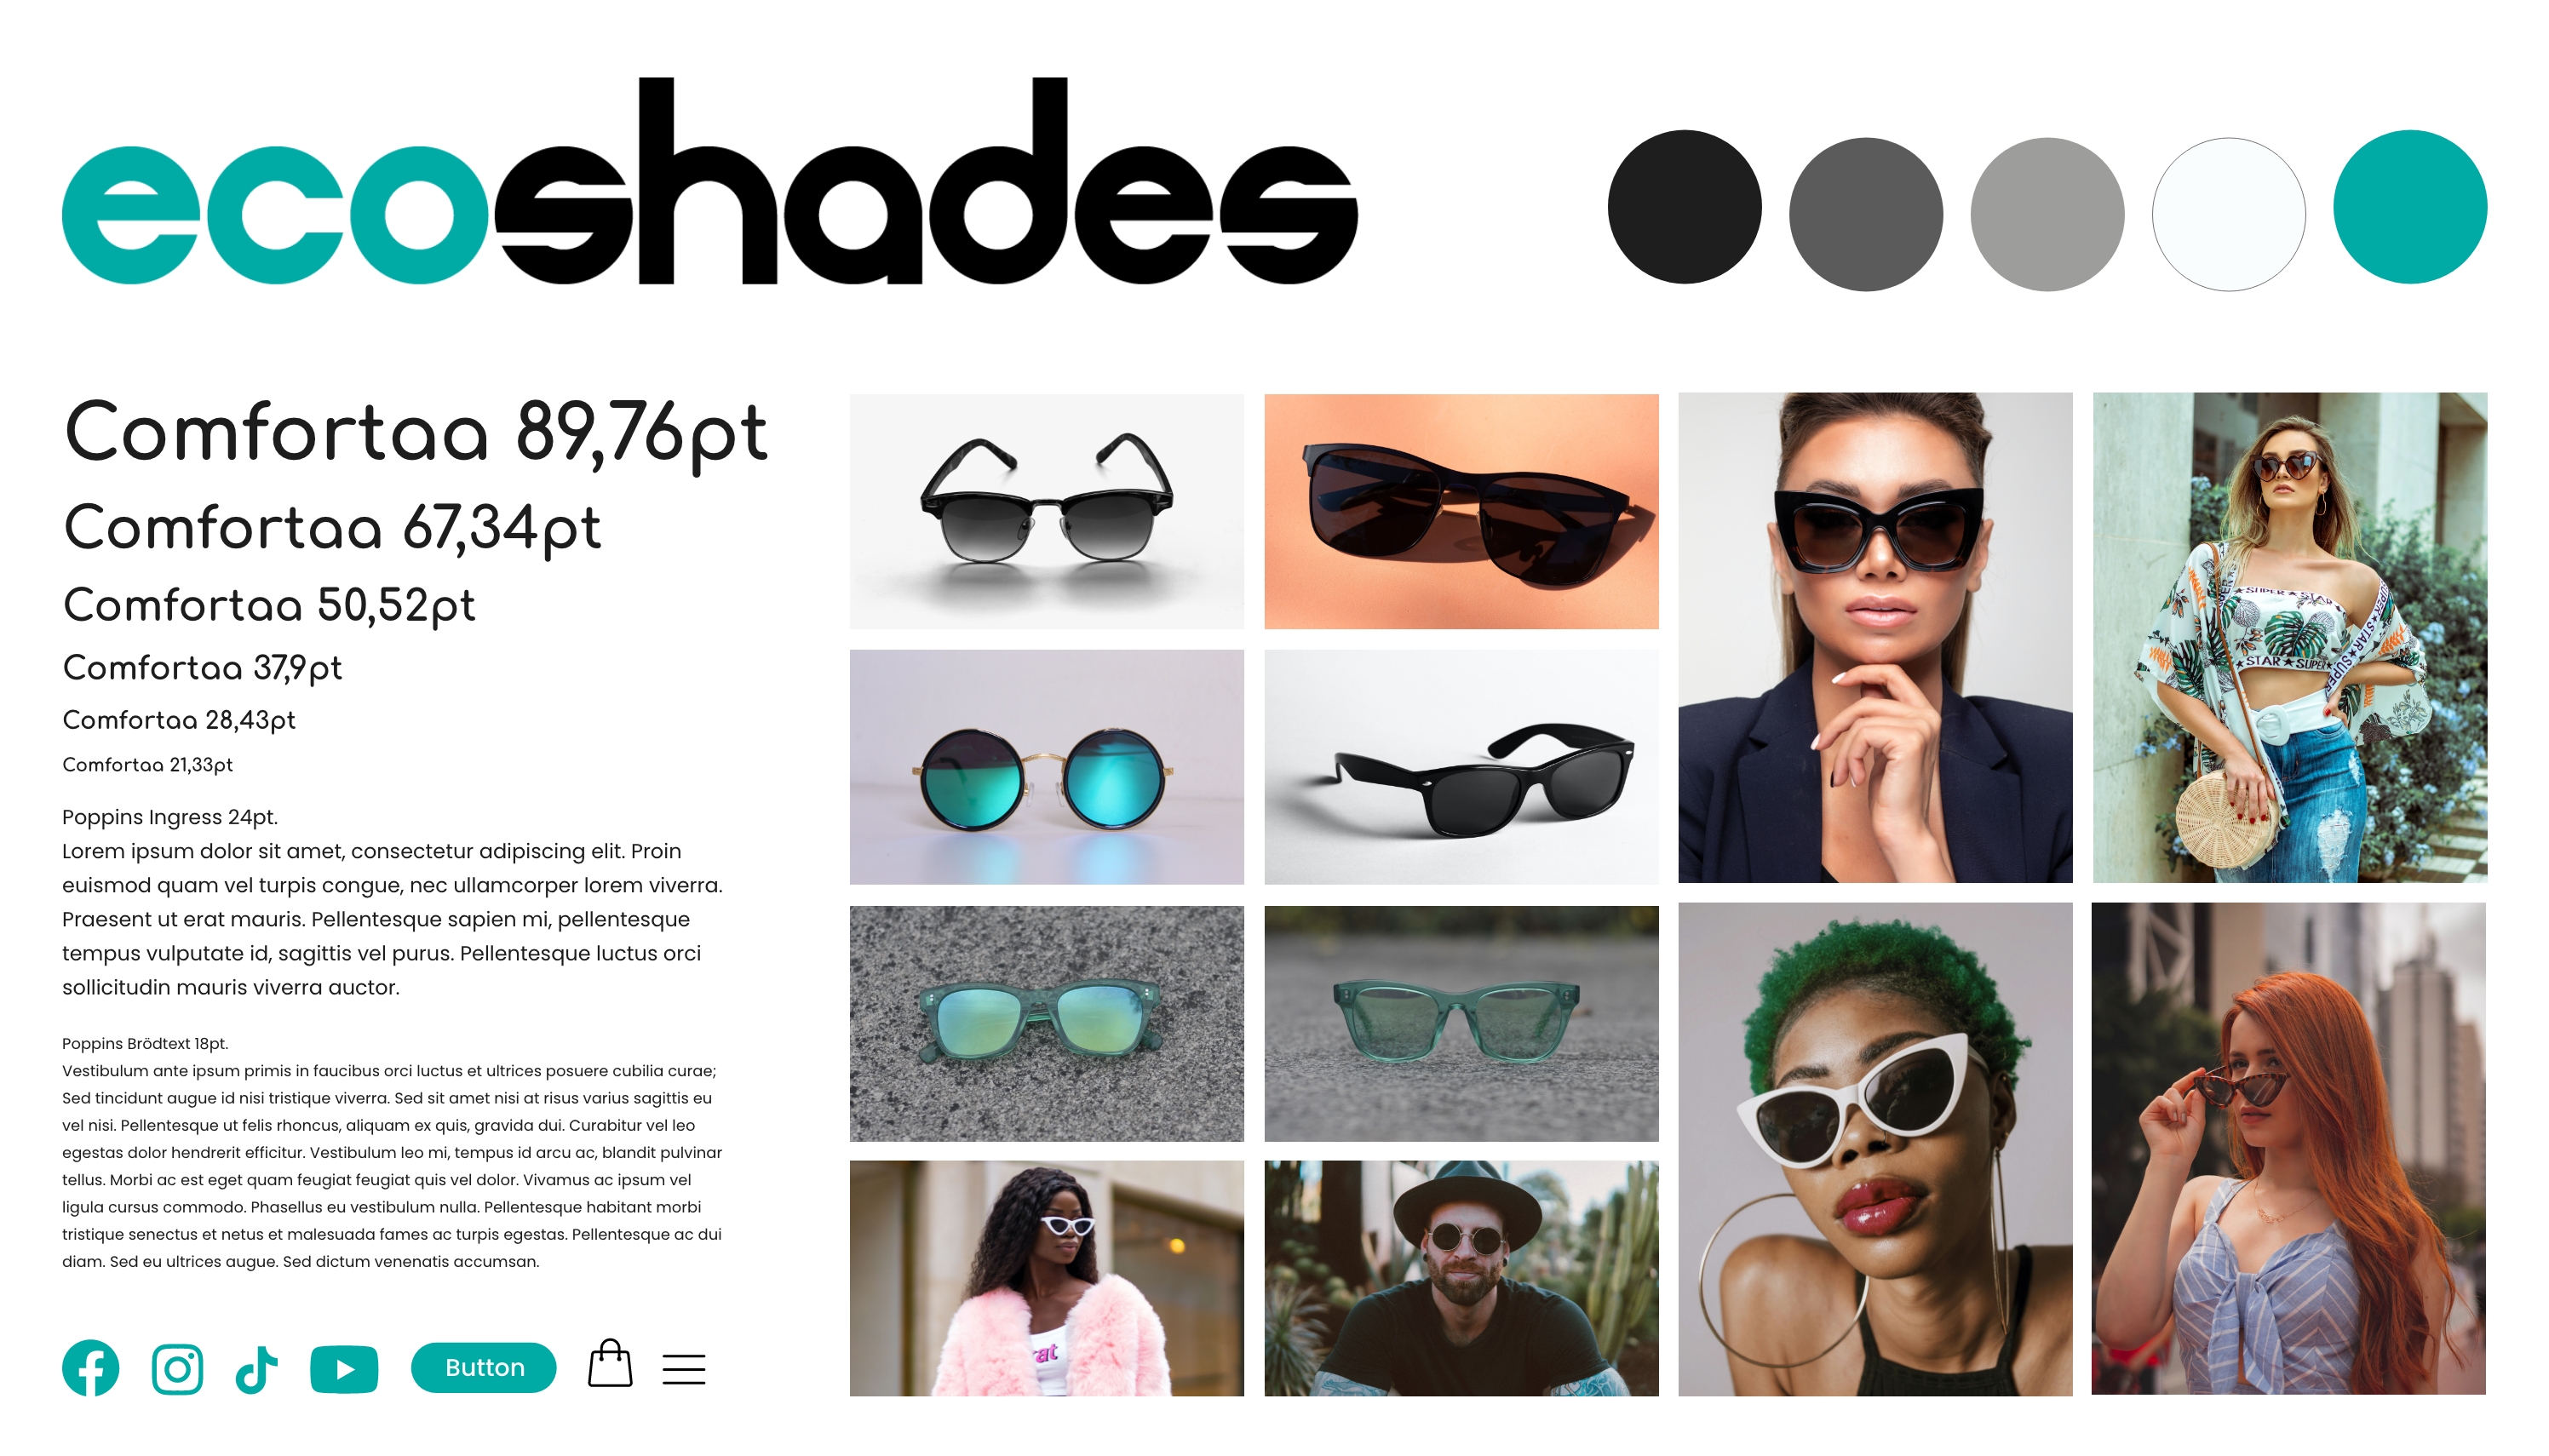 ecoshades
Comfortaa 89,76pt
Comfortaa 67,34pt
Comfortaa 50,52pt
Comfortaa 37,9pt
Comfortaa 28,43pt
Comfortaa 21,33pt
Poppins Ingress 24pt.
Lorem ipsum dolor sit amet, consectetur adipiscing elit. Proin
euismod quam vel turpis congue, nec ullamcorper lorem viverra.
Praesent ut erat mauris. Pellentesque sapien mi, pellentesque
tempus vulputate id, sagittis vel purus. Pellentesque luctus orci
sollicitudin mauris viverra auctor.
Poppins Brödtext 18pt.
Vestibulum ante ipsum primis in faucibus orci luctus et ultrices posuere cubilia curae;
Sed tincidunt augue id nisi tristique viverra. Sed sit amet nisi at risus varius sagittis eu
vel nisi. Pellentesque ut felis rhoncus, aliquam ex quis, gravida dui. Curabitur vel leo
egestas dolor hendrerit efficitur. Vestibulum leo mi, tempus id arcu ac, blandit pulvinar
tellus. Morbi ac est eget quam feugiat feugiat quis vel dolor. Vivamus ac ipsum vel
ligula cursus commodo. Phasellus eu vestibulum nulla. Pellentesque habitant morbi
tristique senectus et netus et malesuada fames ac turpis egestas. Pellentesque ac dui
diam. Sed eu ultrices augue. Sed dictum venenatis accumsan.
Button
SUPER ★ STAR
STAR ★ SUPER
SUPER ★ STAR ★ SUPER